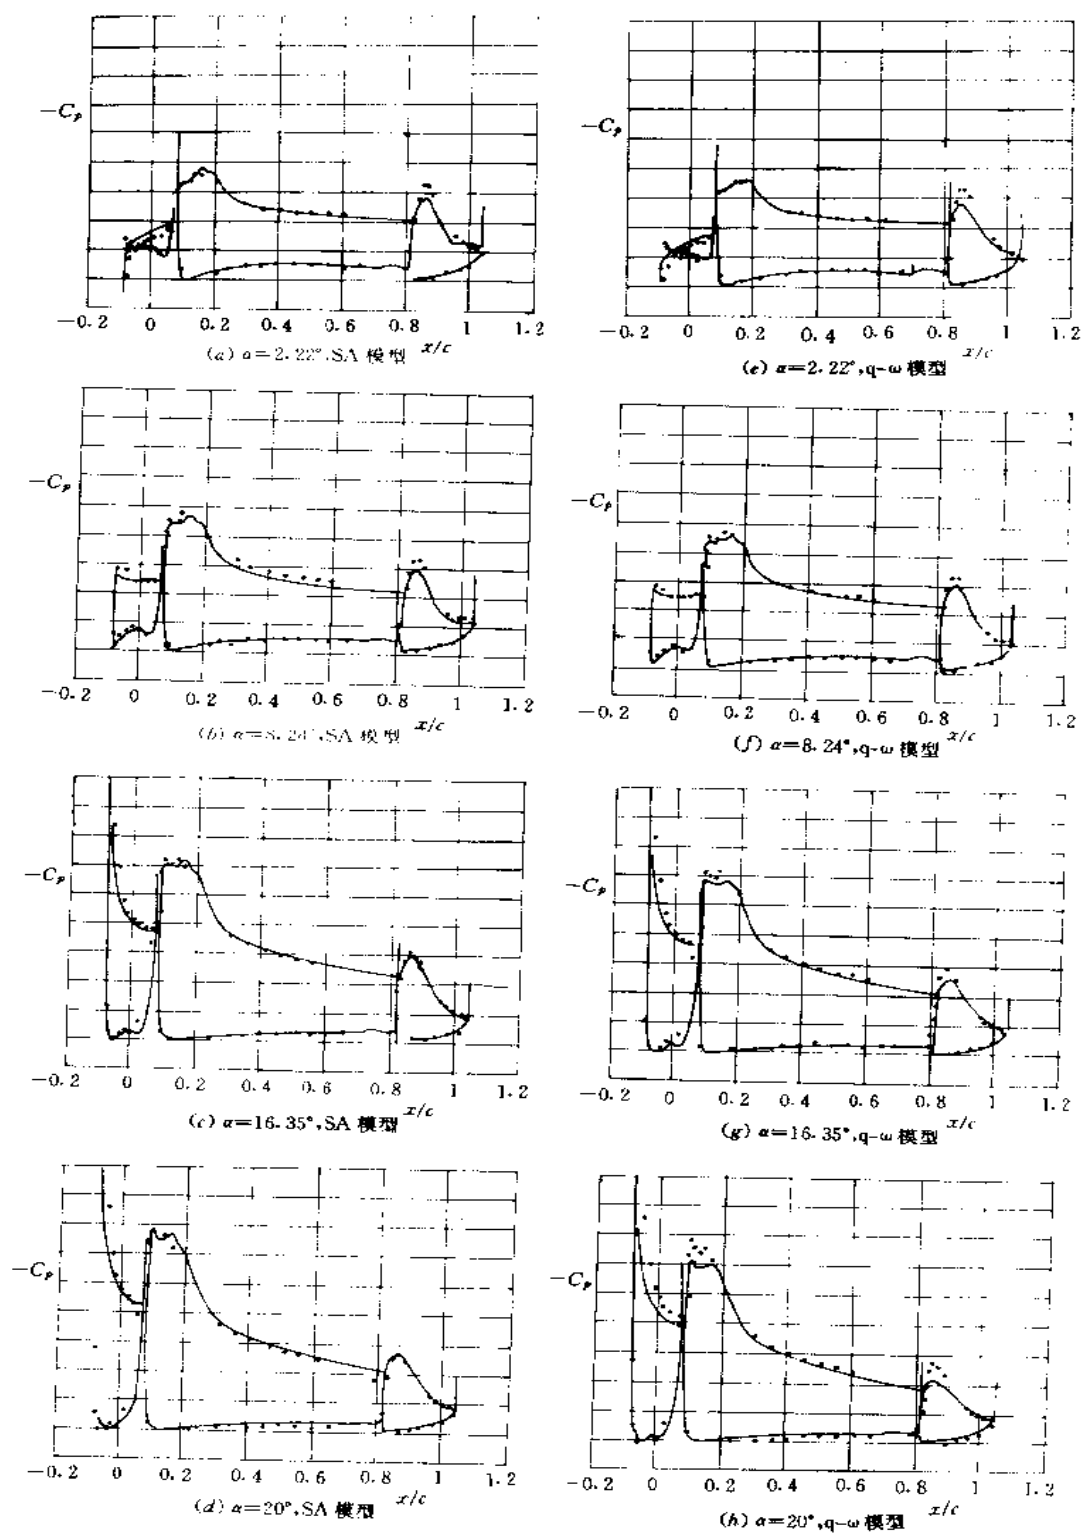 −C_p
−0.2 0 0.2 0.4 0.6 0.8 1 1.2
x/c
(a) α=2.22°,SA 模型
−C_p
−0.2 0 0.2 0.4 0.6 0.8 1 1.2
x/c
(e) α=2.22°,q-ω 模型
−C_p
−0.2 0 0.2 0.4 0.6 0.8 1 1.2
x/c
(b) α=8.24°,SA 模型
−C_p
−0.2 0 0.2 0.4 0.6 0.8 1 1.2
x/c
(f) α=8.24°,q-ω 模型
−C_p
−0.2 0 0.2 0.4 0.6 0.8 1 1.2
x/c
(c) α=16.35°,SA 模型
−C_p
−0.2 0 0.2 0.4 0.6 0.8 1 1.2
x/c
(g) α=16.35°,q-ω 模型
−C_p
−0.2 0 0.2 0.4 0.6 0.8 1 1.2
x/c
(d) α=20°,SA 模型
−C_p
−0.2 0 0.2 0.4 0.6 0.8 1 1.2
x/c
(h) α=20°,q-ω 模型